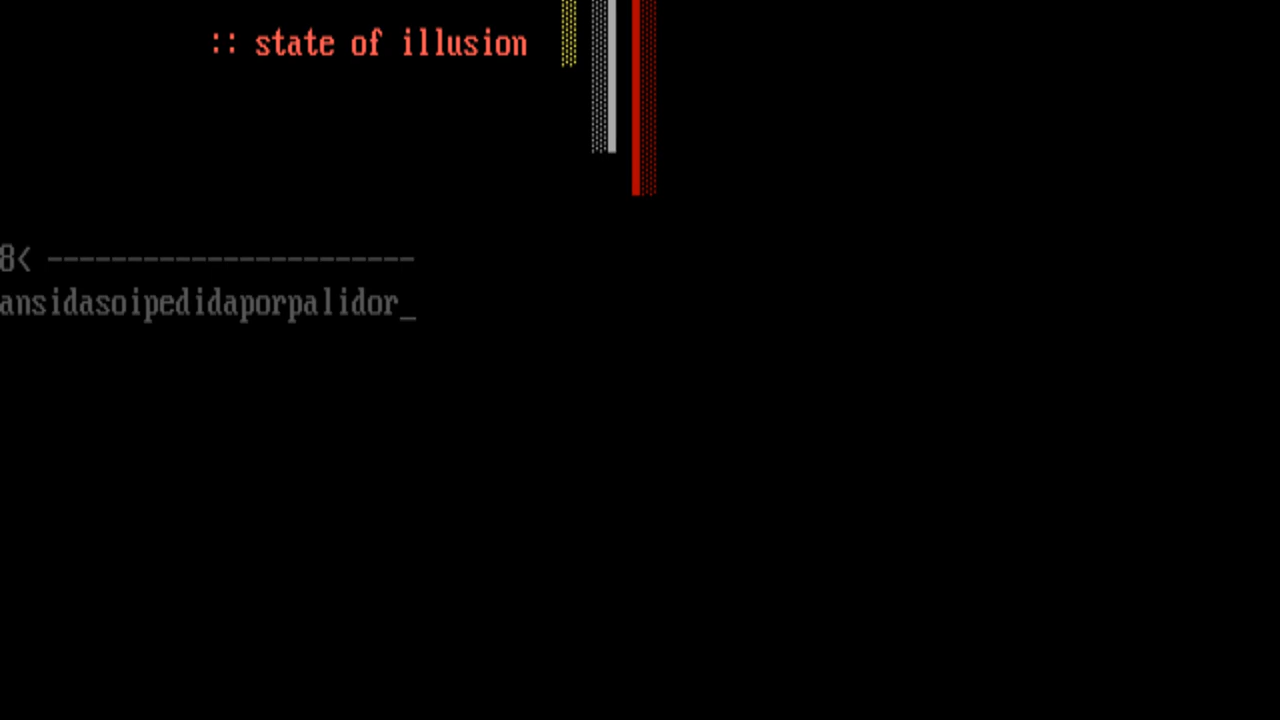 :: state of illusion
8< -----------------------
ansidasoipedidaporpalidor_